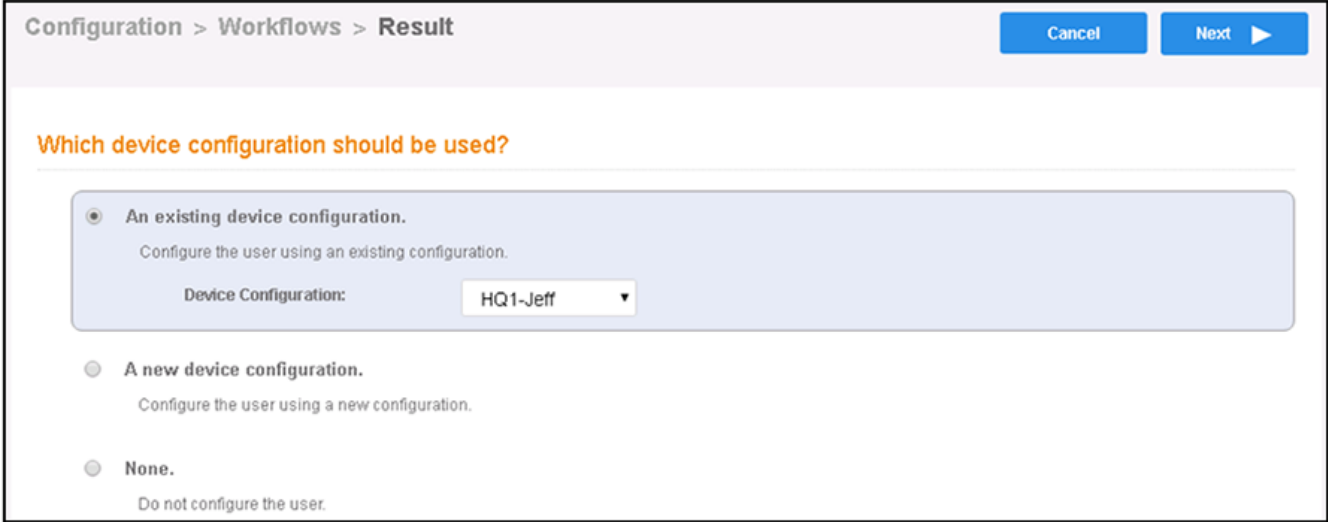 Configuration > Workflows > Result
Cancel
Next
Which device configuration should be used?
An existing device configuration.
Configure the user using an existing configuration.
Device Configuration:
HQ1-Jeff
A new device configuration.
Configure the user using a new configuration.
None.
Do not configure the user.